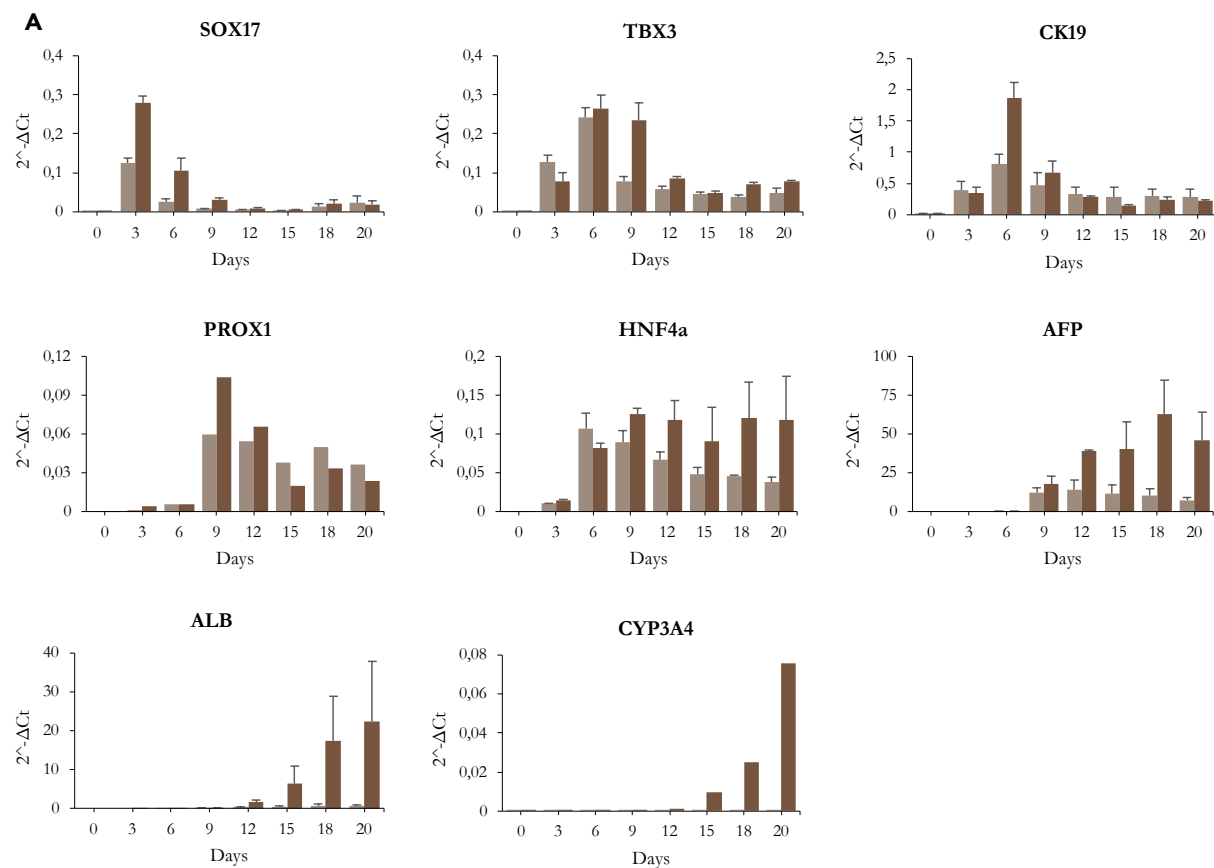 A
SOX17
0,4
0,3
0,2
0,1
0
2^-ΔCt
0 3 6 9 12 15 18 20
Days
TBX3
0,4
0,3
0,2
0,1
0
2^-ΔCt
0 3 6 9 12 15 18 20
Days
CK19
2,5
2
1,5
1
0,5
0
2^-ΔCt
0 3 6 9 12 15 18 20
Days
PROX1
0,12
0,09
0,06
0,03
0
2^-ΔCt
0 3 6 9 12 15 18 20
Days
HNF4a
0,2
0,15
0,1
0,05
0
2^-ΔCt
0 3 6 9 12 15 18 20
Days
AFP
100
75
50
25
0
2^-ΔCt
0 3 6 9 12 15 18 20
Days
ALB
40
30
20
10
0
2^-ΔCt
0 3 6 9 12 15 18 20
Days
CYP3A4
0,08
0,06
0,04
0,02
0
2^-ΔCt
0 3 6 9 12 15 18 20
Days